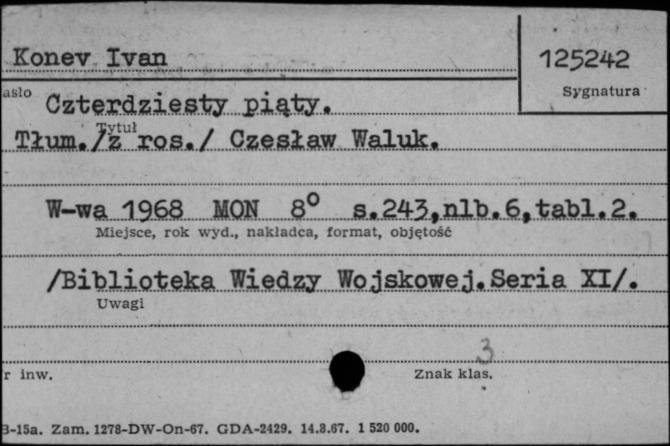 Konev Ivan
125242
asło
Sygnatura
Czterdziesty piąty.
Tytuł
Tłum./z ros./ Czesław Waluk.
W-wa 1968 MON 8° s.243,nlb.6,tabl.2.
Miejsce, rok wyd., nakładca, format, objętość
/Biblioteka Wiedzy Wojskowej.Seria XI/.
Uwagi
3
r inw.
Znak klas.
3-15a. Zam. 1278-DW-On-67. GDA-2429. 14.8.67. 1 520 000.